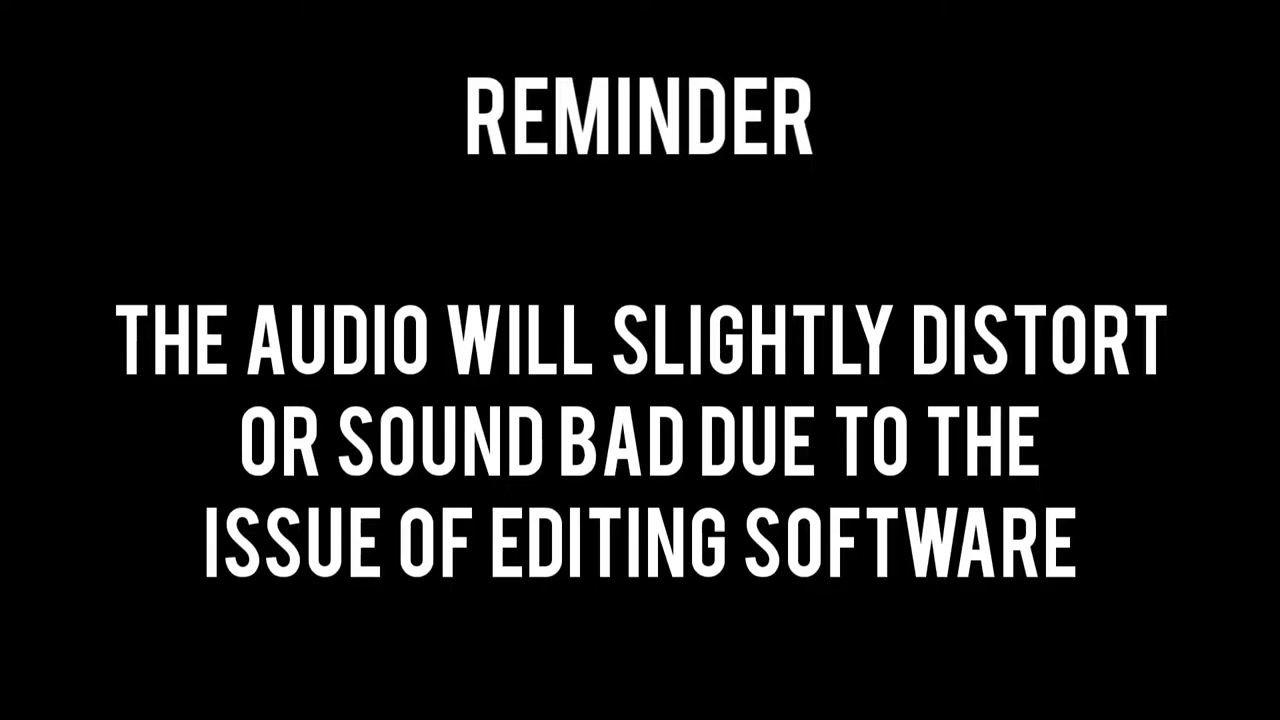 REMINDER
THE AUDIO WILL SLIGHTLY DISTORT
OR SOUND BAD DUE TO THE
ISSUE OF EDITING SOFTWARE